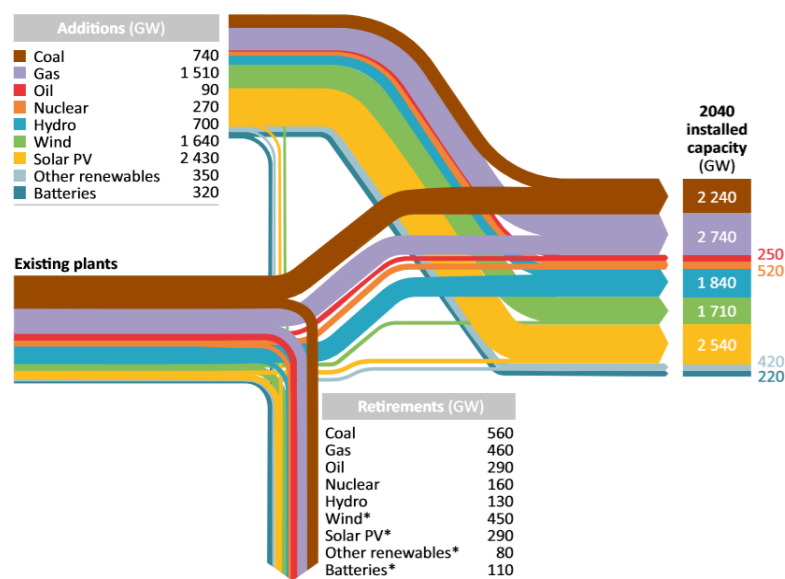 Additions (GW)
Coal 740
Gas 1 510
Oil 90
Nuclear 270
Hydro 700
Wind 1 640
Solar PV 2 430
Other renewables 350
Batteries 320
Existing plants
2040
installed
capacity
(GW)
2 240
2 740
250
520
1 840
1 710
2 540
420
220
Retirements (GW)
Coal 560
Gas 460
Oil 290
Nuclear 160
Hydro 130
Wind* 450
Solar PV* 290
Other renewables* 80
Batteries* 110